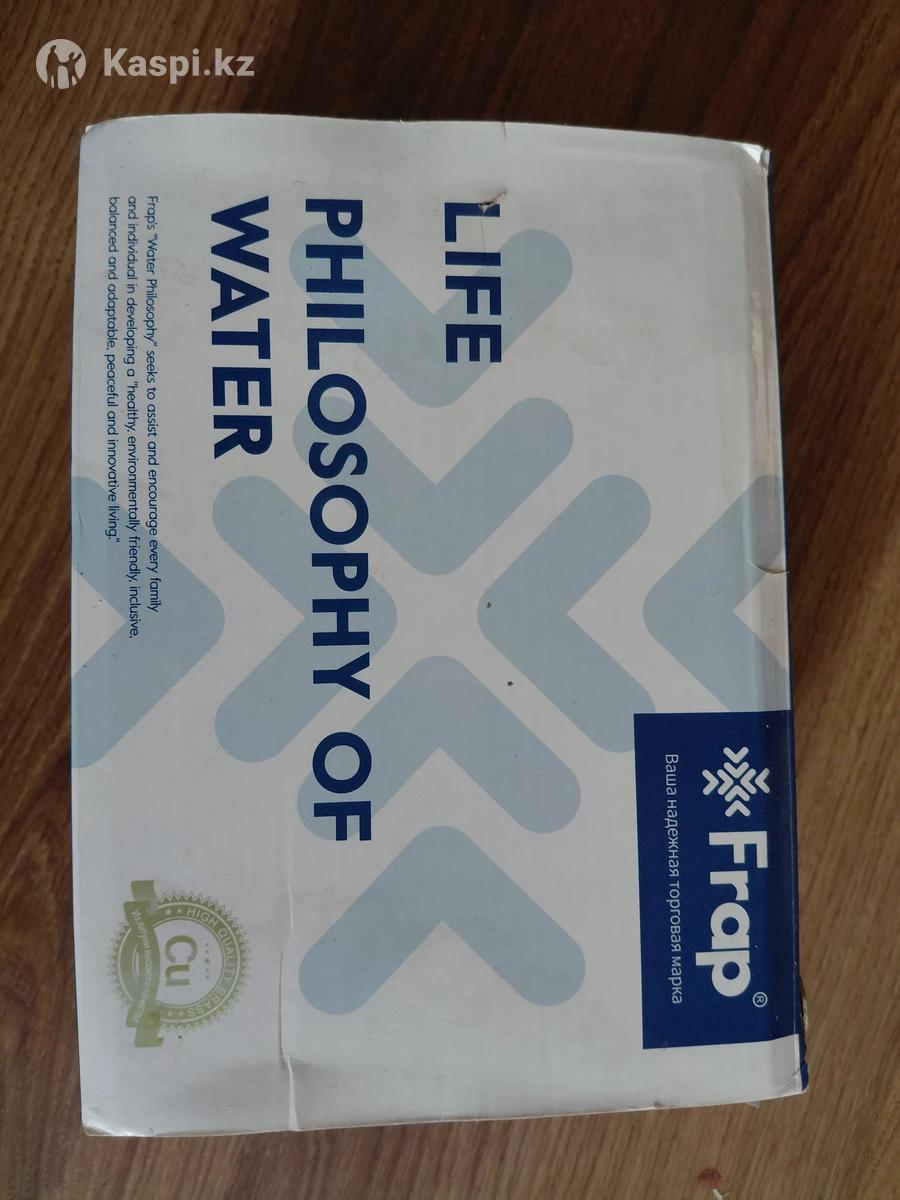 Kaspi.kz
Frap®
Ваша надежная торговая марка
LIFE
PHILOSOPHY OF
WATER
Frap's "Water Philosophy" seeks to assist and encourage every family
and individual in developing a "healthy, environmentally friendly, inclusive,
balanced and adaptable, peaceful and innovative living."
HIGH QUALITY BRASS
Cu